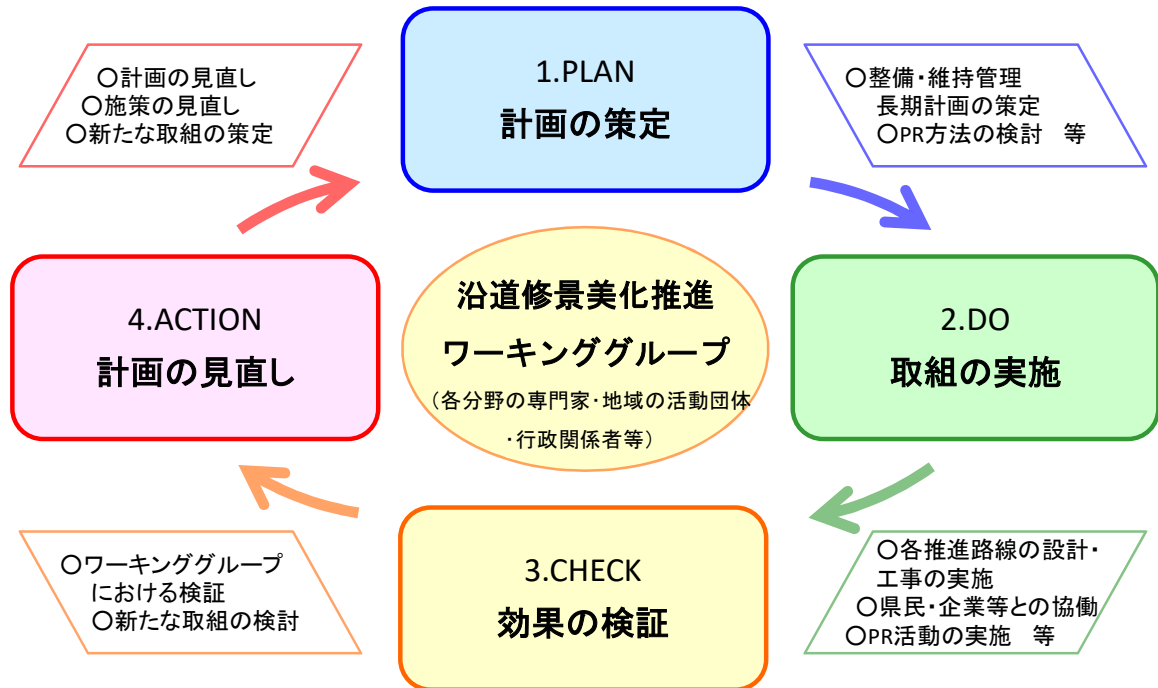 1.PLAN
計画の策定
○整備・維持管理
長期計画の策定
○PR方法の検討　等
2.DO
取組の実施
○各推進路線の設計・
工事の実施
○県民・企業等との協働
○PR活動の実施　等
3.CHECK
効果の検証
○ワーキンググループ
における検証
○新たな取組の検討
4.ACTION
計画の見直し
○計画の見直し
○施策の見直し
○新たな取組の策定
沿道修景美化推進
ワーキンググループ
（各分野の専門家・地域の活動団体
・行政関係者等）